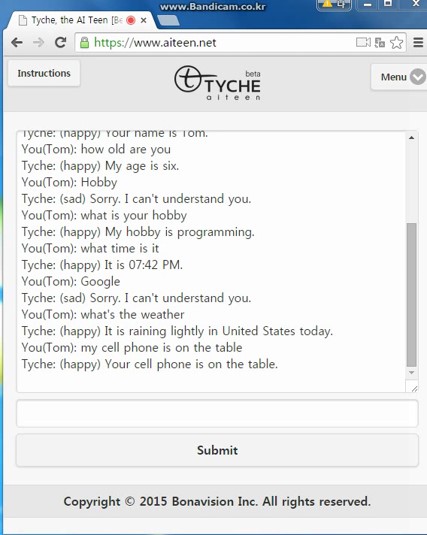 www.Bandicam.co.kr
Tyche, the AI Teen [Be
https://www.aiteen.net
Instructions
beta
TYCHE
aiteen
Menu
Tyche: (happy) Your name is Tom.
You(Tom): how old are you
Tyche: (happy) My age is six.
You(Tom): Hobby
Tyche: (sad) Sorry. I can't understand you.
You(Tom): what is your hobby
Tyche: (happy) My hobby is programming.
You(Tom): what time is it
Tyche: (happy) It is 07:42 PM.
You(Tom): Google
Tyche: (sad) Sorry. I can't understand you.
You(Tom): what's the weather
Tyche: (happy) It is raining lightly in United States today.
You(Tom): my cell phone is on the table
Tyche: (happy) Your cell phone is on the table.
Submit
Copyright © 2015 Bonavision Inc. All rights reserved.